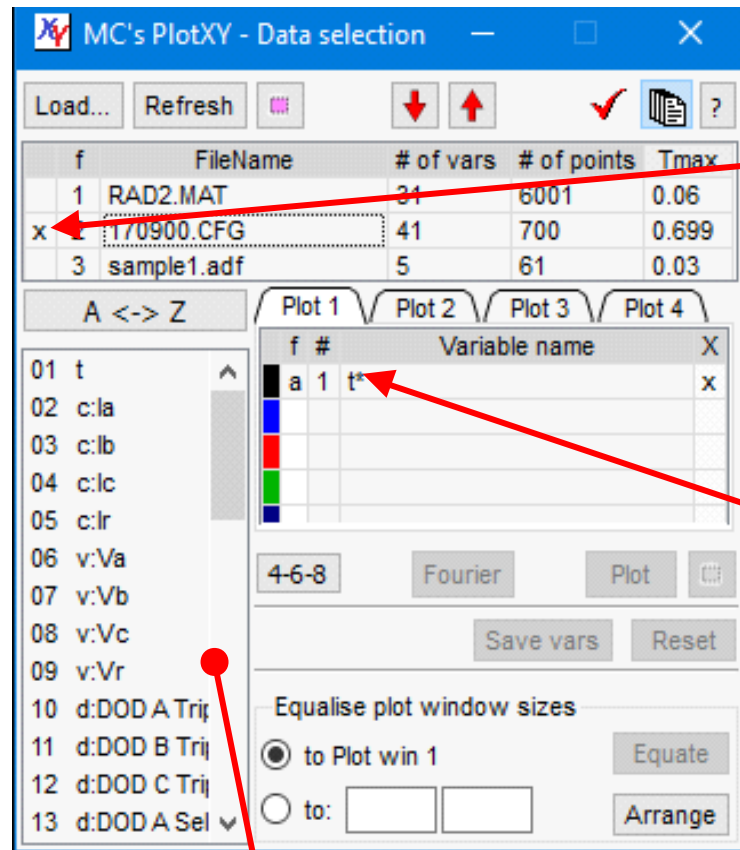 MC's PlotXY - Data selection
Load... Refresh ?
f FileName # of vars # of points Tmax
1 RAD2.MAT 31 6001 0.06
x 2 170900.CFG 41 700 0.699
3 sample1.adf 5 61 0.03
A <-> Z Plot 1 Plot 2 Plot 3 Plot 4
f # Variable name X
a 1 t* x
01 t
02 c:Ia
03 c:Ib
04 c:Ic
05 c:Ir
06 v:Va
07 v:Vb
08 v:Vc
09 v:Vr
10 d:DOD A Trip
11 d:DOD B Trip
12 d:DOD C Trip
13 d:DOD A Sel
4-6-8 Fourier Plot
Save vars Reset
Equalise plot window sizes
to Plot win 1 Equate
to: Arrange